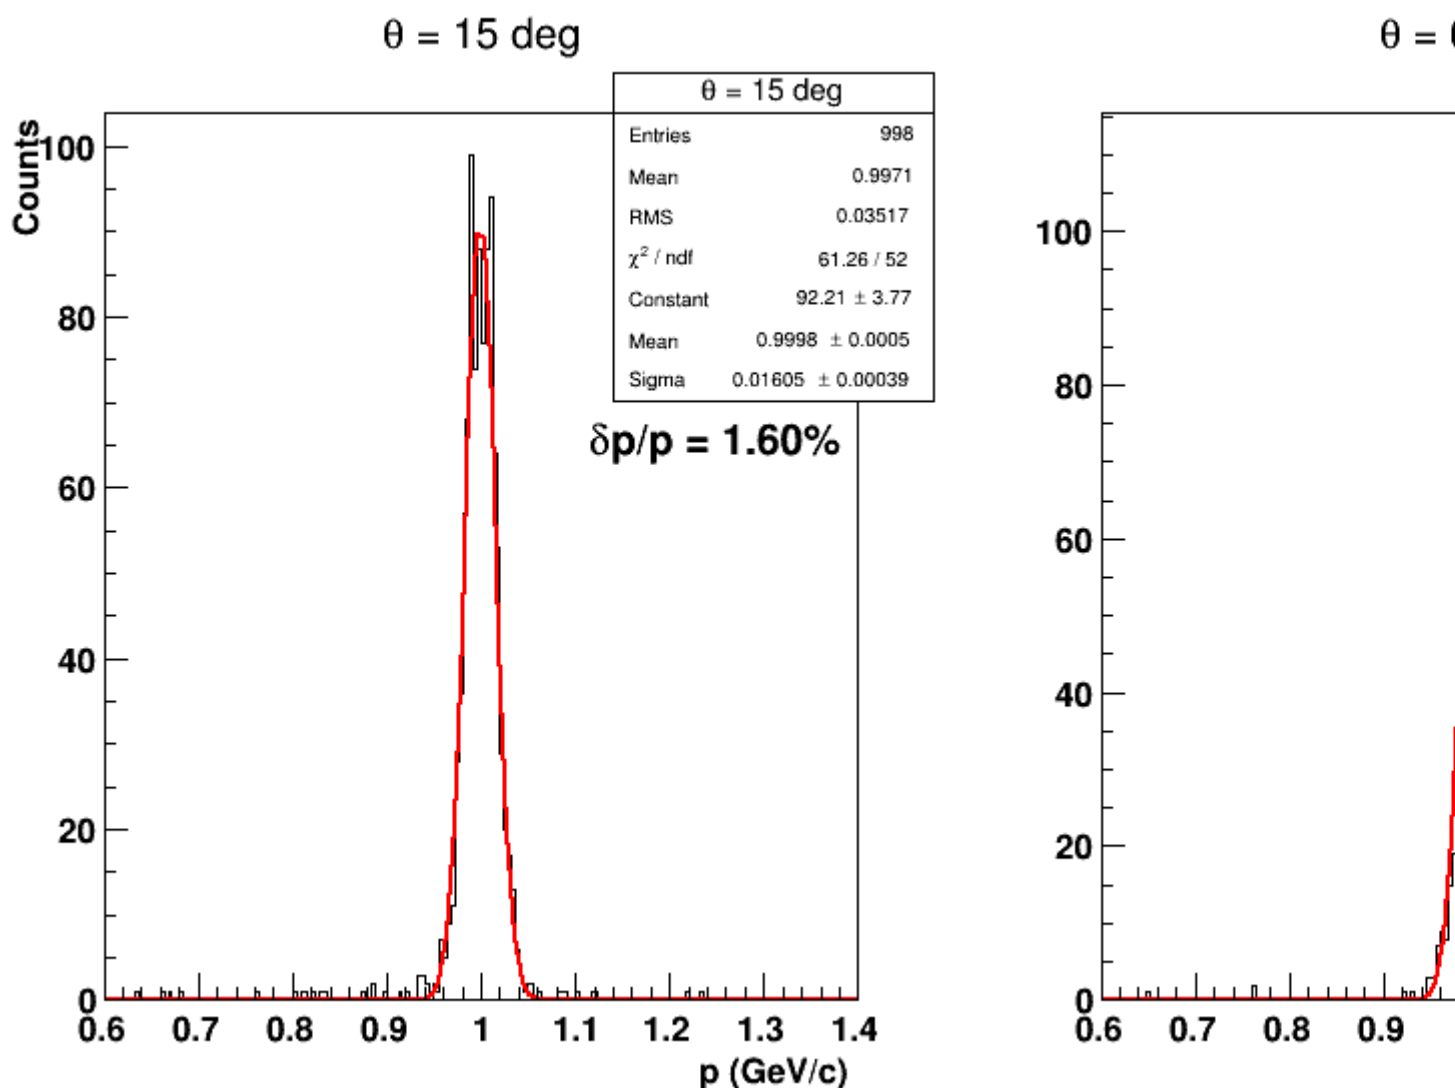 θ = 15 deg
θ = 15 deg
Entries 998
Mean 0.9971
RMS 0.03517
χ² / ndf 61.26 / 52
Constant 92.21 ± 3.77
Mean 0.9998 ± 0.0005
Sigma 0.01605 ± 0.00039
δp/p = 1.60%
Counts
100
80
60
40
20
0
0.6 0.7 0.8 0.9 1 1.1 1.2 1.3 1.4
p (GeV/c)
θ =
100
80
60
40
20
0
0.6 0.7 0.8 0.9